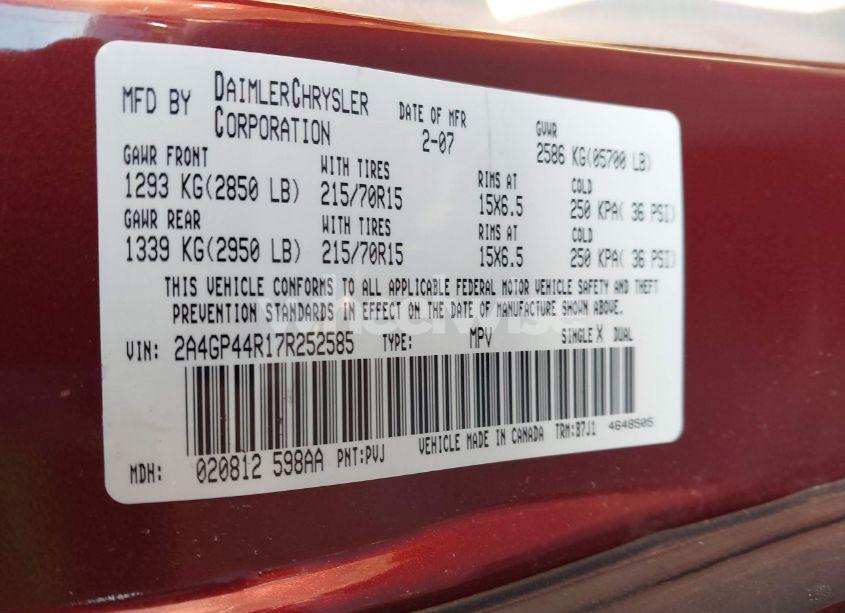 MFD BY DAIMLERCHRYSLER CORPORATION DATE OF MFR 2-07 GVWR 2586 KG(05700 LB)
GAWR FRONT WITH TIRES RIMS AT COLD
1293 KG(2850 LB) 215/70R15 15X6.5 250 KPA( 36 PSI)
GAWR REAR WITH TIRES RIMS AT COLD
1339 KG(2950 LB) 215/70R15 15X6.5 250 KPA( 36 PSI)
THIS VEHICLE CONFORMS TO ALL APPLICABLE FEDERAL MOTOR VEHICLE SAFETY AND THEFT
PREVENTION STANDARDS IN EFFECT ON THE DATE OF MANUFACTURE SHOWN ABOVE.
VIN: 2A4GP44R17R252585 TYPE: MPV SINGLE X DUAL
VEHICLE MADE IN CANADA TRM:B7J1 4648505
MDH: 020812 598AA PNT:PVJ